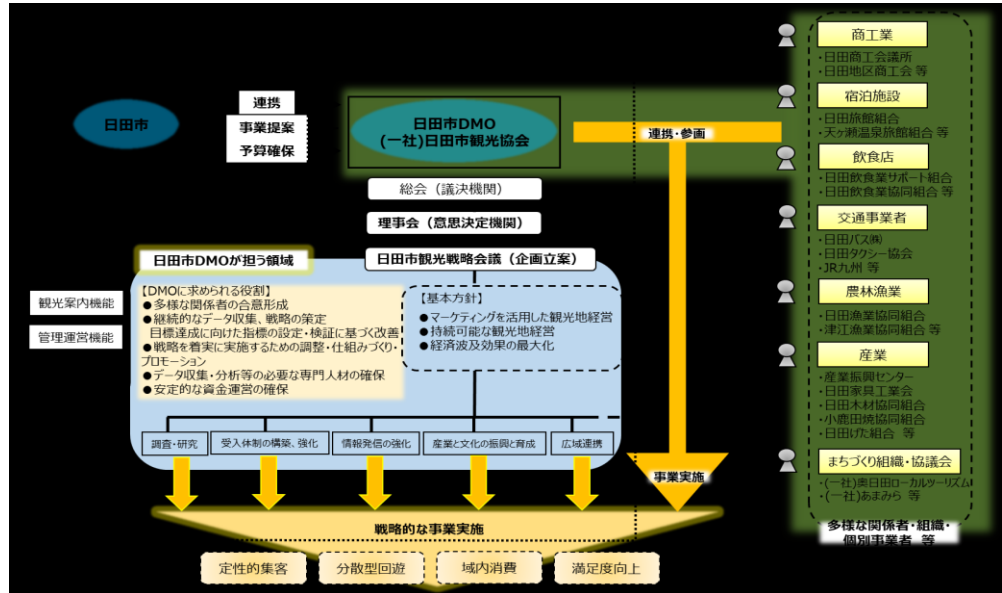 日田市
連携
事業提案
予算確保
日田市DMO
(一社)日田市観光協会
連携・参画
総会（議決機関）
理事会（意思決定機関）
日田市DMOが担う領域
日田市観光戦略会議（企画立案）
観光案内機能
管理運営機能
【DMOに求められる役割】
●多様な関係者の合意形成
●継続的なデータ収集、戦略の策定
目標達成に向けた指標の設定・検証に基づく改善
●戦略を着実に実施するための調整・仕組みづくり・
プロモーション
●データ収集・分析等の必要な専門人材の確保
●安定的な資金運営の確保
【基本方針】
●マーケティングを活用した観光地経営
●持続可能な観光地経営
●経済波及効果の最大化
調査・研究
受入体制の構築、強化
情報発信の強化
産業と文化の振興と育成
広域連携
事業実施
戦略的な事業実施
定性的集客
分散型回遊
域内消費
満足度向上
商工業
・日田商工会議所
・日田地区商工会 等
宿泊施設
・日田旅館組合
・天ヶ瀬温泉旅館組合 等
飲食店
・日田飲食業サポート組合
・日田飲食業協同組合 等
交通事業者
・日田バス㈱
・日田タクシー協会
・JR九州 等
農林漁業
・日田漁業協同組合
・津江漁業協同組合 等
産業
・産業振興センター
・日田家具工業会
・日田木材協同組合
・小鹿田焼協同組合
・日田げた組合 等
まちづくり組織・協議会
・(一社)奥日田ローカルツーリズム
・(一社)あまみら 等
多様な関係者・組織・
個別事業者 等